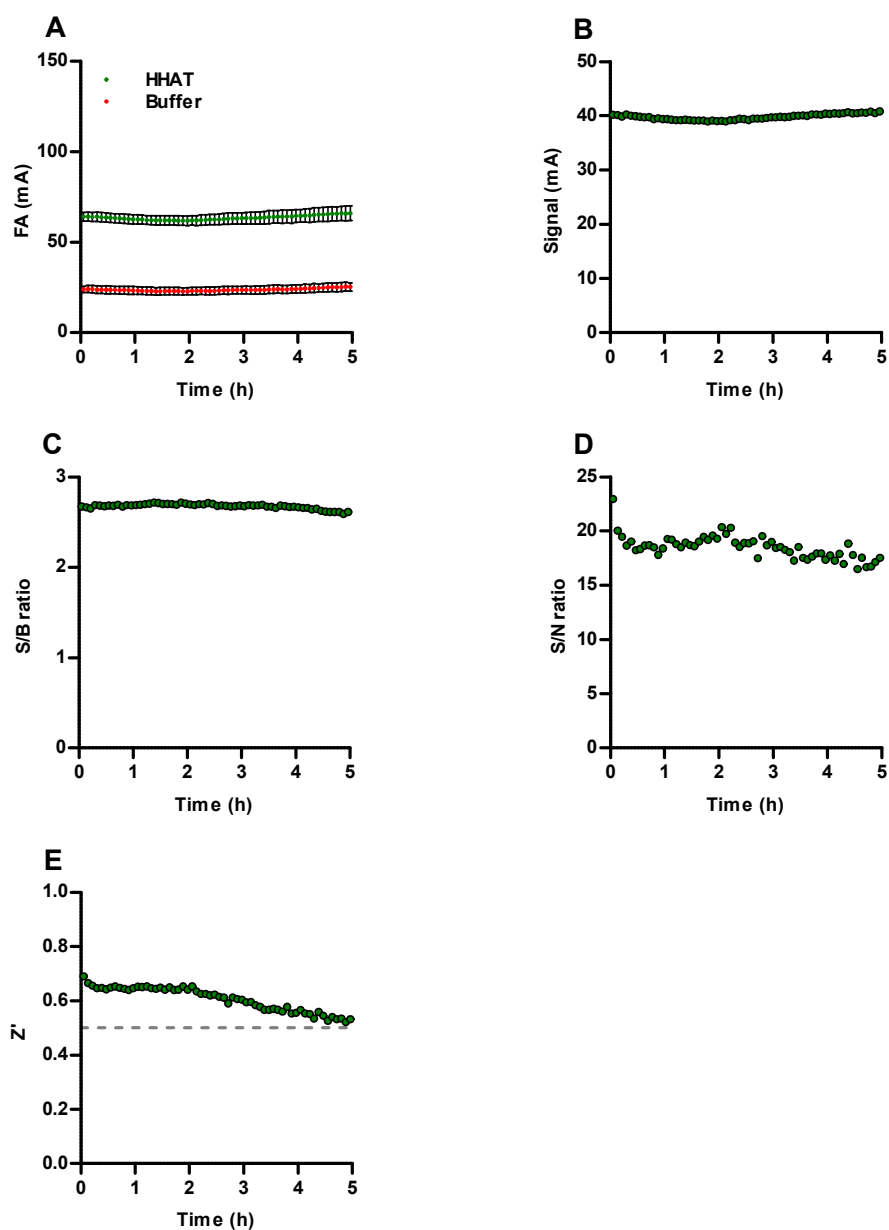 A
150
100
50
0
FA (mA)
HHAT
Buffer
0 1 2 3 4 5
Time (h)
B
50
40
30
20
10
0
Signal (mA)
0 1 2 3 4 5
Time (h)
C
3
2
1
0
S/B ratio
0 1 2 3 4 5
Time (h)
D
25
20
15
10
5
0
S/N ratio
0 1 2 3 4 5
Time (h)
E
1.0
0.8
0.6
0.4
0.2
0.0
Z'
0 1 2 3 4 5
Time (h)